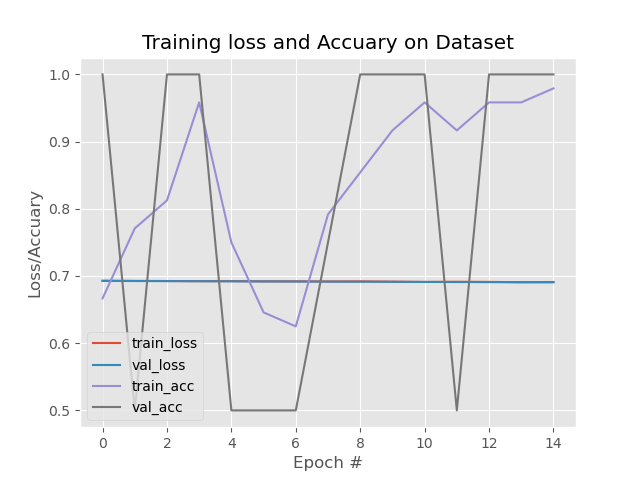 Training loss and Accuary on Dataset
1.0
0.9
0.8
0.7
0.6
0.5
Loss/Accuary
train_loss
val_loss
train_acc
val_acc
0 2 4 6 8 10 12 14
Epoch #